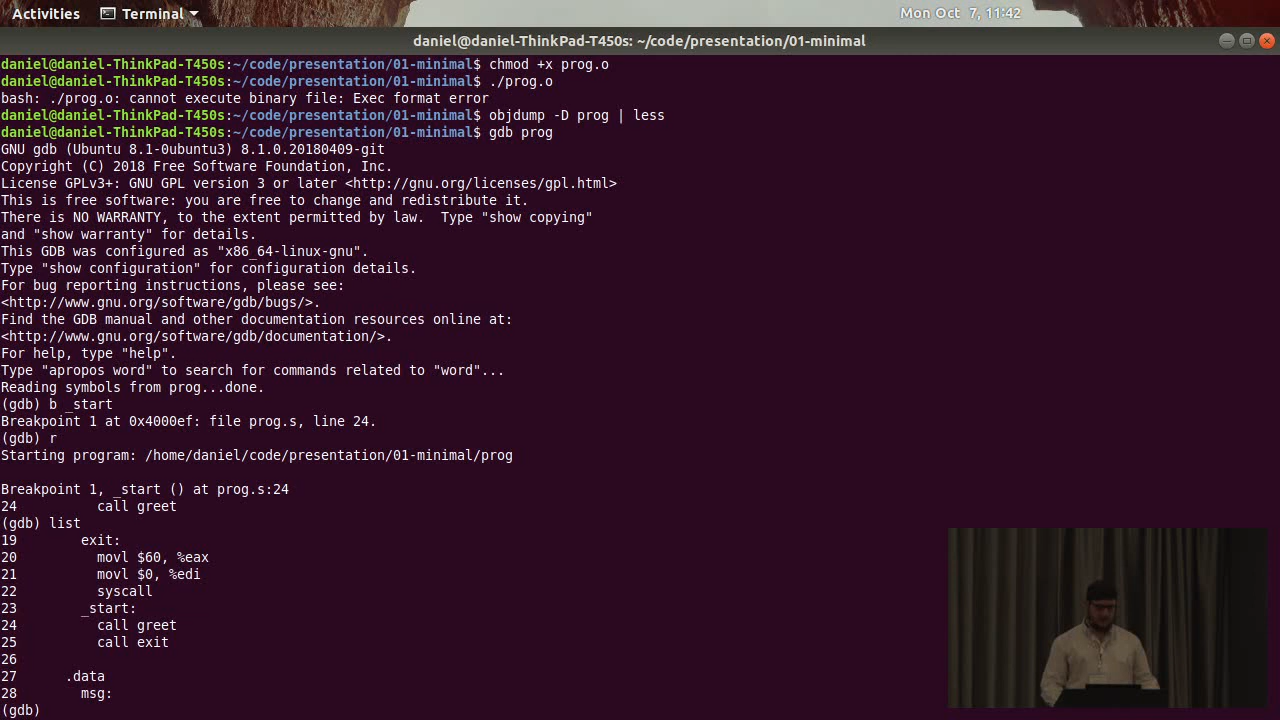 Activities Terminal Mon Oct 7, 11:42
daniel@daniel-ThinkPad-T450s: ~/code/presentation/01-minimal
daniel@daniel-ThinkPad-T450s:~/code/presentation/01-minimal$ chmod +x prog.o
daniel@daniel-ThinkPad-T450s:~/code/presentation/01-minimal$ ./prog.o
bash: ./prog.o: cannot execute binary file: Exec format error
daniel@daniel-ThinkPad-T450s:~/code/presentation/01-minimal$ objdump -D prog | less
daniel@daniel-ThinkPad-T450s:~/code/presentation/01-minimal$ gdb prog
GNU gdb (Ubuntu 8.1-0ubuntu3) 8.1.0.20180409-git
Copyright (C) 2018 Free Software Foundation, Inc.
License GPLv3+: GNU GPL version 3 or later <http://gnu.org/licenses/gpl.html>
This is free software: you are free to change and redistribute it.
There is NO WARRANTY, to the extent permitted by law.  Type "show copying"
and "show warranty" for details.
This GDB was configured as "x86_64-linux-gnu".
Type "show configuration" for configuration details.
For bug reporting instructions, please see:
<http://www.gnu.org/software/gdb/bugs/>.
Find the GDB manual and other documentation resources online at:
<http://www.gnu.org/software/gdb/documentation/>.
For help, type "help".
Type "apropos word" to search for commands related to "word"...
Reading symbols from prog...done.
(gdb) b _start
Breakpoint 1 at 0x4000ef: file prog.s, line 24.
(gdb) r
Starting program: /home/daniel/code/presentation/01-minimal/prog
Breakpoint 1, _start () at prog.s:24
24          call greet
(gdb) list
19        exit:
20          movl $60, %eax
21          movl $0, %edi
22          syscall
23        _start:
24          call greet
25          call exit
26
27      .data
28        msg:
(gdb)